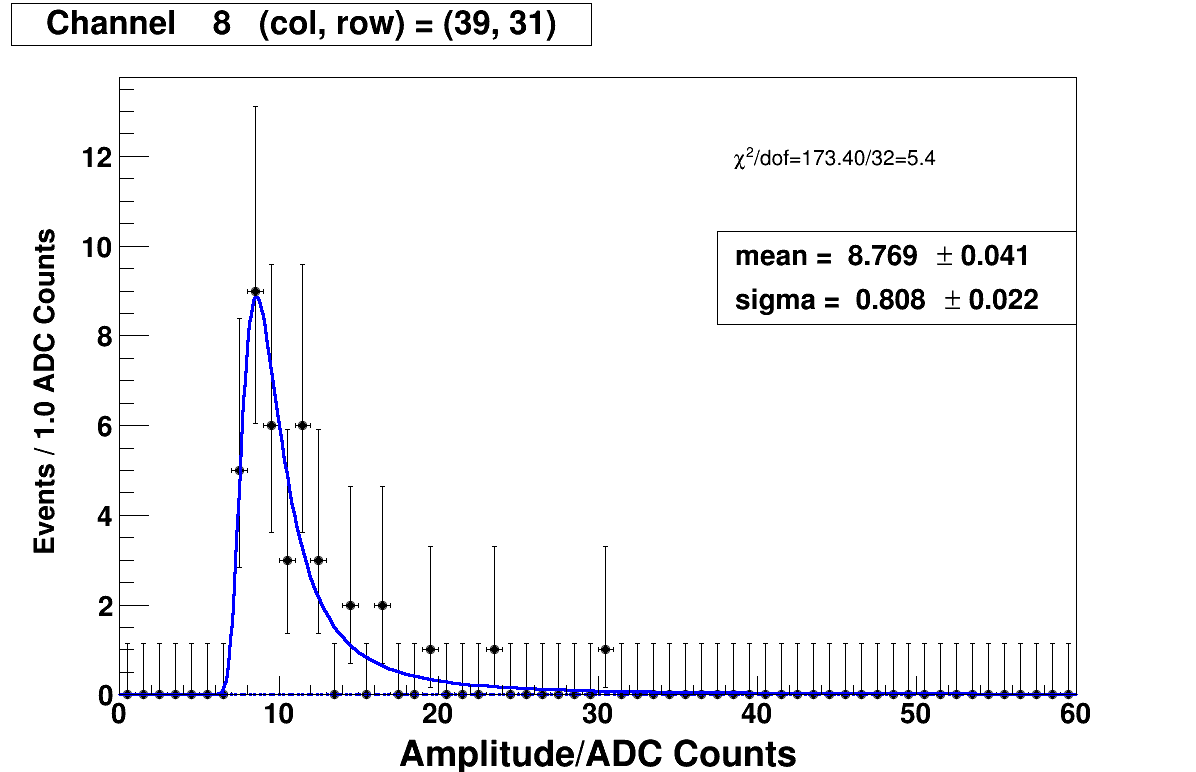 Channel 8 (col, row) = (39, 31)
χ²/dof=173.40/32=5.4
mean = 8.769 ± 0.041
sigma = 0.808 ± 0.022
Events / 1.0 ADC Counts
12
10
8
6
4
2
0
0 10 20 30 40 50 60
Amplitude/ADC Counts